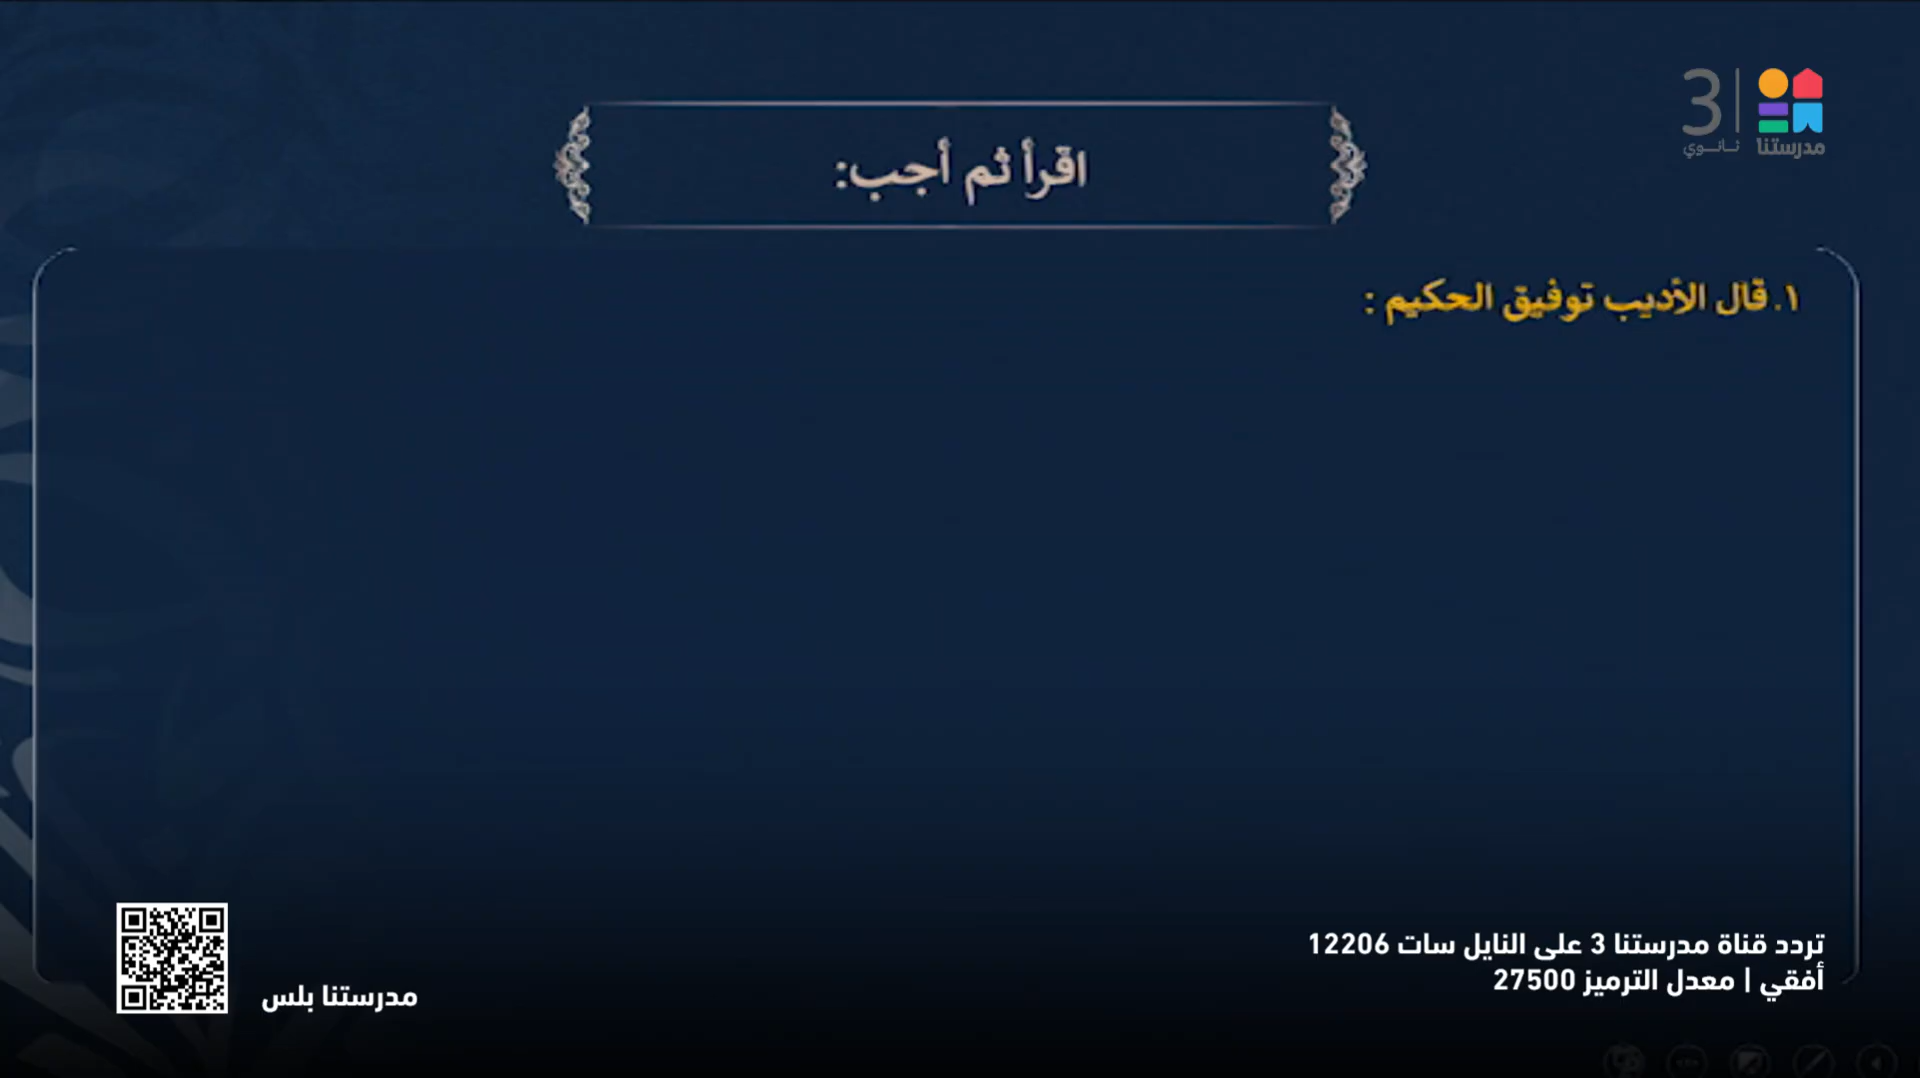 3 | مدرستنا
ثانوي
اقرأ ثم أجب:
١. قال الأديب توفيق الحكيم :
تردد قناة مدرستنا 3 على النايل سات 12206
أفقي | معدل الترميز 27500
مدرستنا بلس